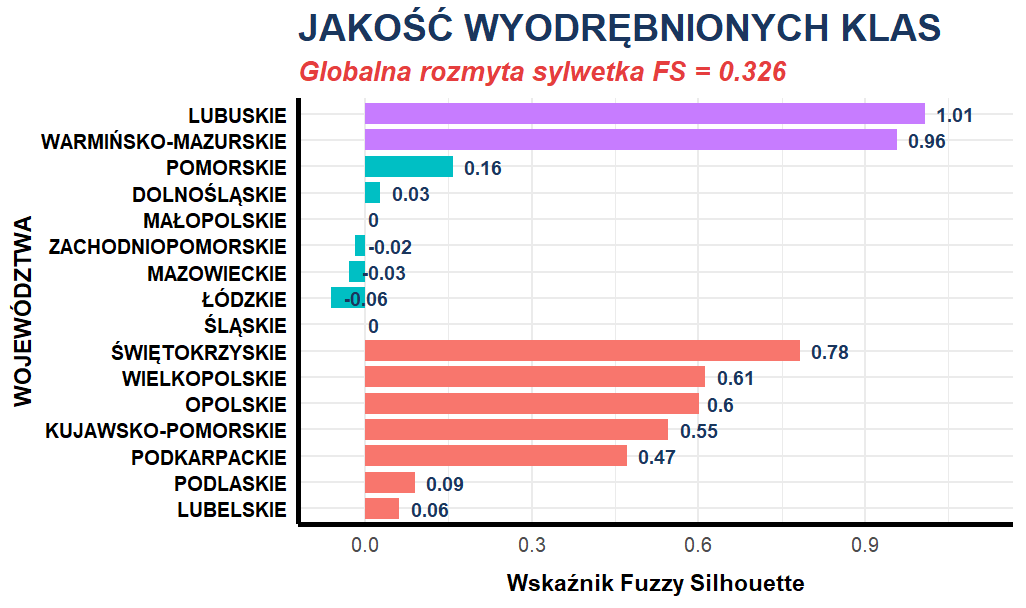 JAKOŚĆ WYODRĘBNIONYCH KLAS
Globalna rozmyta sylwetka FS = 0.326
WOJEWÓDZTWA
LUBUSKIE 1.01
WARMIŃSKO-MAZURSKIE 0.96
POMORSKIE 0.16
DOLNOŚLĄSKIE 0.03
MAŁOPOLSKIE 0
ZACHODNIOPOMORSKIE -0.02
MAZOWIECKIE -0.03
ŁÓDZKIE -0.06
ŚLĄSKIE 0
ŚWIĘTOKRZYSKIE 0.78
WIELKOPOLSKIE 0.61
OPOLSKIE 0.6
KUJAWSKO-POMORSKIE 0.55
PODKARPACKIE 0.47
PODLASKIE 0.09
LUBELSKIE 0.06
0.0 0.3 0.6 0.9
Wskaźnik Fuzzy Silhouette